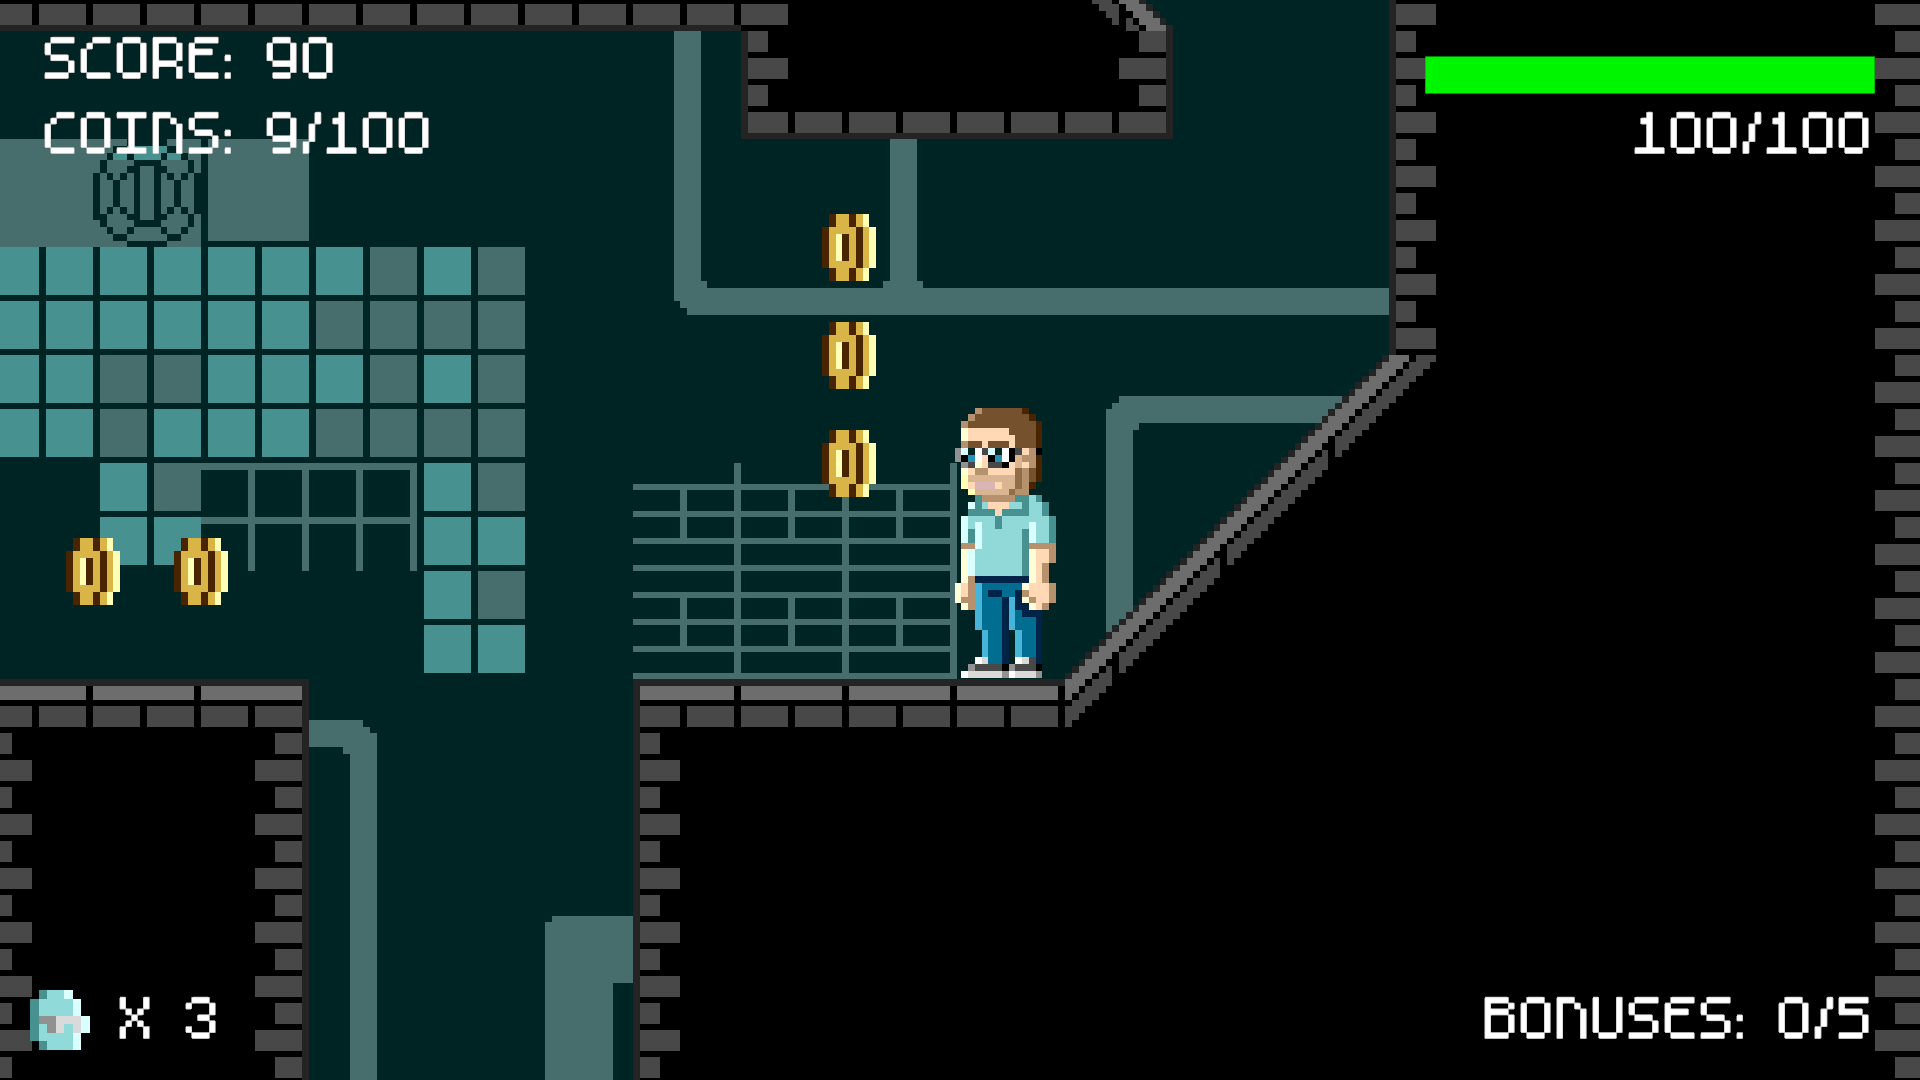 SCORE: 90
COINS: 9/100
100/100
X 3
BONUSES: 0/5